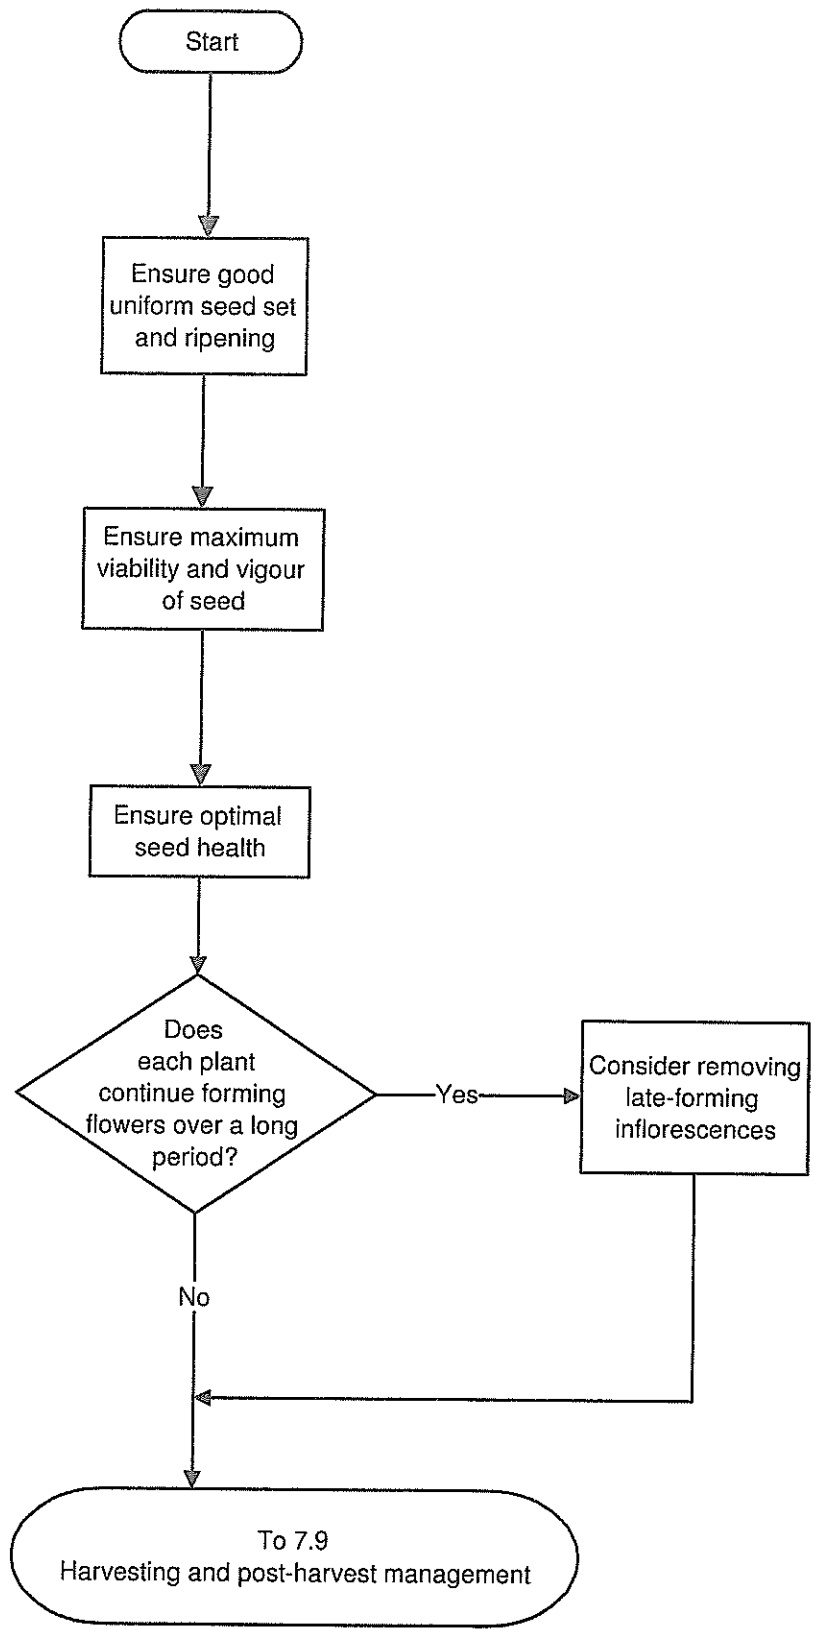 Start
Ensure good
uniform seed set
and ripening
Ensure maximum
viability and vigour
of seed
Ensure optimal
seed health
Does
each plant
continue forming
flowers over a long
period?
Yes
Consider removing
late-forming
inflorescences
No
To 7.9
Harvesting and post-harvest management